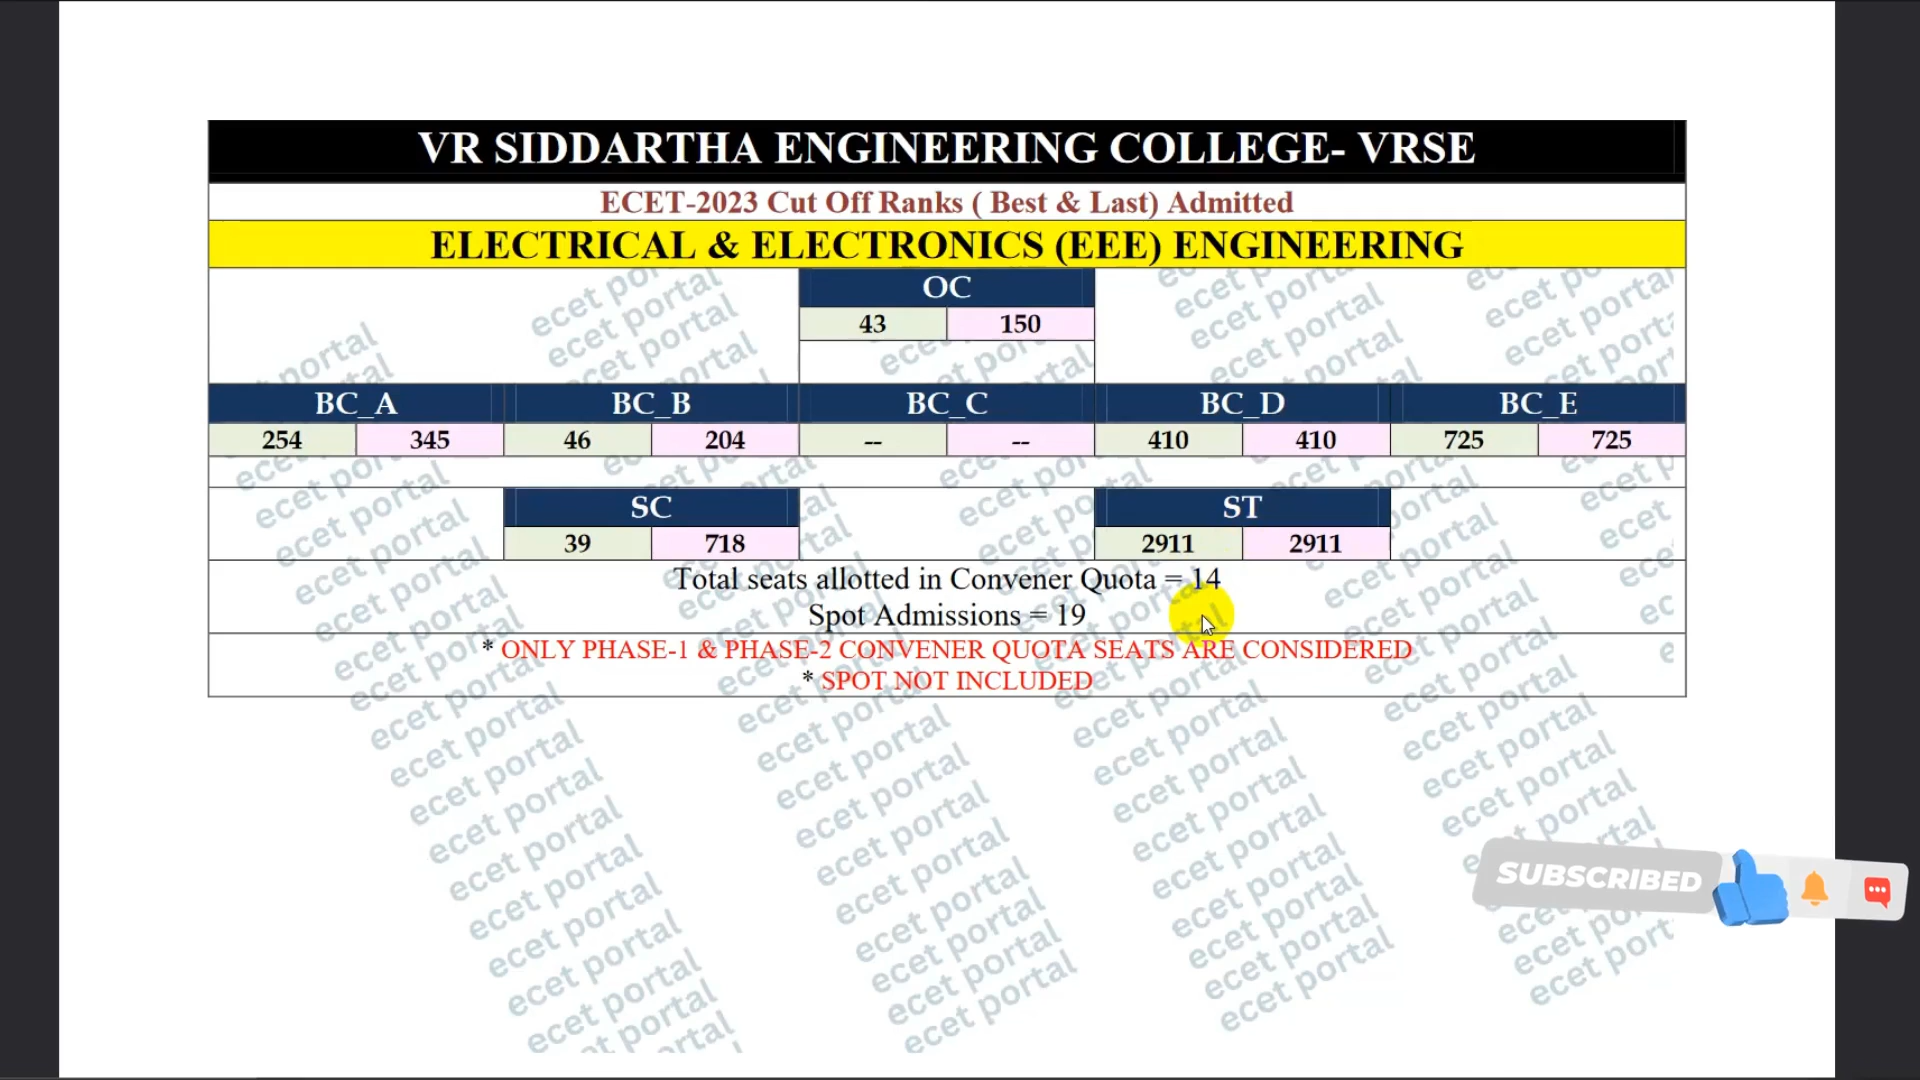 VR SIDDARTHA ENGINEERING COLLEGE- VRSE
ECET-2023 Cut Off Ranks ( Best & Last) Admitted
ELECTRICAL & ELECTRONICS (EEE) ENGINEERING
OC
43 150
BC_A BC_B BC_C BC_D BC_E
254 345 46 204 -- -- 410 410 725 725
SC ST
39 718 2911 2911
Total seats allotted in Convener Quota = 14
Spot Admissions = 19
* ONLY PHASE-1 & PHASE-2 CONVENER QUOTA SEATS ARE CONSIDERED
* SPOT NOT INCLUDED
ecet portal
SUBSCRIBED